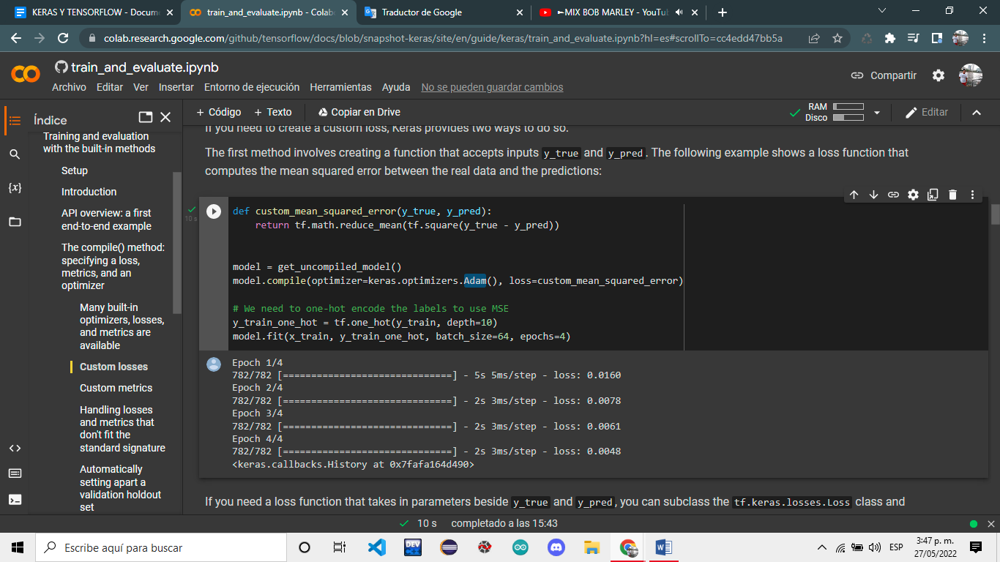 KERAS Y TENSORFLOW - Docume
train_and_evaluate.ipynb - Colab
Traductor de Google
►MIX BOB MARLEY - YouTu
colab.research.google.com/github/tensorflow/docs/blob/snapshot-keras/site/en/guide/keras/train_and_evaluate.ipynb?hl=es#scrollTo=cc4edd47bb5a
train_and_evaluate.ipynb
Archivo Editar Ver Insertar Entorno de ejecución Herramientas Ayuda No se pueden guardar cambios
Compartir
Índice
+ Código + Texto Copiar en Drive
RAM
Disco
Editar
Training and evaluation
with the built-in methods
Setup
Introduction
API overview: a first
end-to-end example
The compile() method:
specifying a loss,
metrics, and an
optimizer
Many built-in
optimizers, losses,
and metrics are
available
Custom losses
Custom metrics
Handling losses
and metrics that
don't fit the
standard signature
Automatically
setting apart a
validation holdout
set
If you need to create a custom loss, Keras provides two ways to do so.
The first method involves creating a function that accepts inputs y_true and y_pred. The following example shows a loss function that
computes the mean squared error between the real data and the predictions:
10 s
def custom_mean_squared_error(y_true, y_pred):
    return tf.math.reduce_mean(tf.square(y_true - y_pred))
model = get_uncompiled_model()
model.compile(optimizer=keras.optimizers.Adam(), loss=custom_mean_squared_error)
# We need to one-hot encode the labels to use MSE
y_train_one_hot = tf.one_hot(y_train, depth=10)
model.fit(x_train, y_train_one_hot, batch_size=64, epochs=4)
Epoch 1/4
782/782 [==============================] - 5s 5ms/step - loss: 0.0160
Epoch 2/4
782/782 [==============================] - 2s 3ms/step - loss: 0.0078
Epoch 3/4
782/782 [==============================] - 2s 3ms/step - loss: 0.0061
Epoch 4/4
782/782 [==============================] - 2s 3ms/step - loss: 0.0048
<keras.callbacks.History at 0x7fafa164d490>
If you need a loss function that takes in parameters beside y_true and y_pred, you can subclass the tf.keras.losses.Loss class and
10 s completado a las 15:43
Escribe aquí para buscar
DEV
ESP
3:47 p. m.
27/05/2022